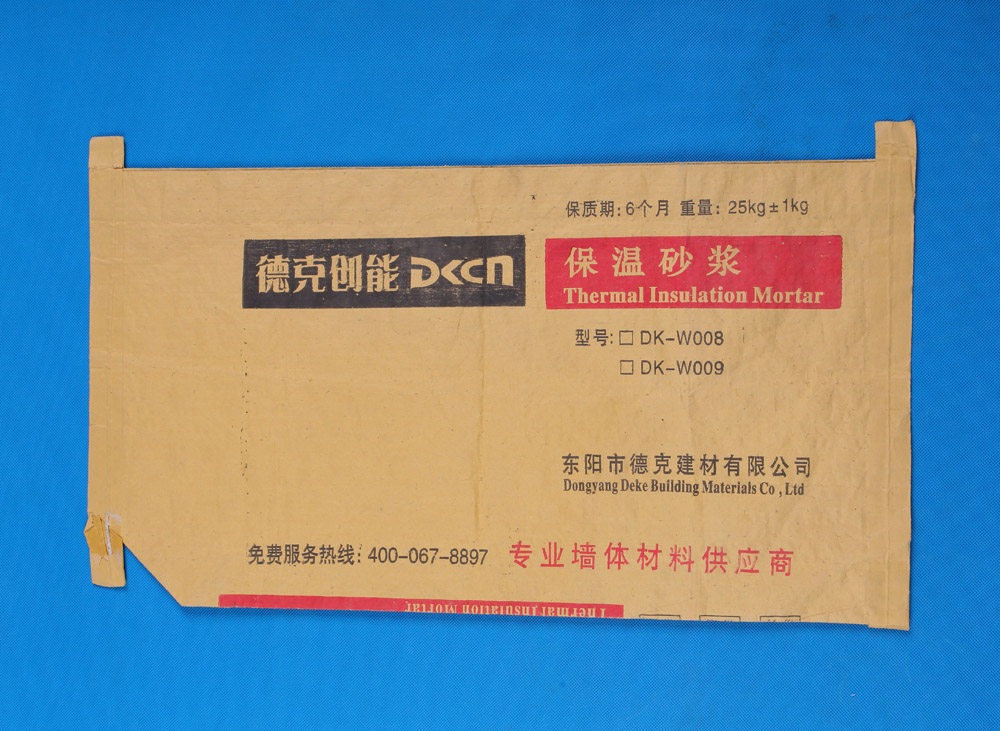 保质期:6个月 重量:25kg±1kg
德克创能 DKCN
保温砂浆
Thermal Insulation Mortar
型号:□ DK-W008
□ DK-W009
东阳市德克建材有限公司
Dongyang Deke Building Materials Co , Ltd
免费服务热线:400-067-8897
专业墙体材料供应商
Thermal Insulation Mortar